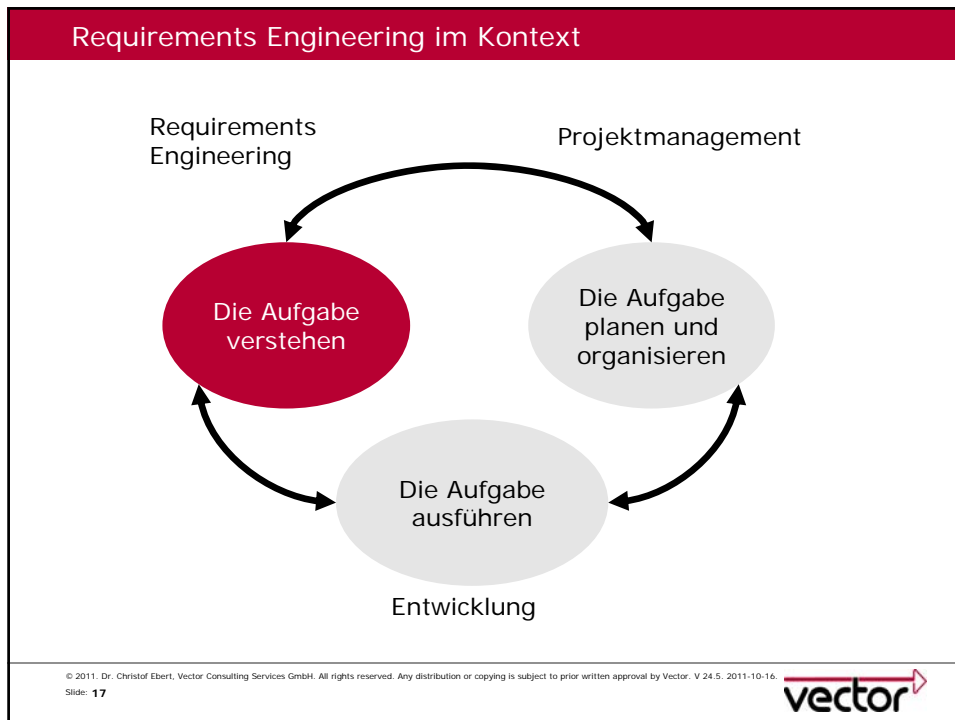 Requirements Engineering im Kontext
Requirements
Engineering
Projektmanagement
Die Aufgabe
verstehen
Die Aufgabe
planen und
organisieren
Die Aufgabe
ausführen
Entwicklung
© 2011. Dr. Christof Ebert, Vector Consulting Services GmbH. All rights reserved. Any distribution or copying is subject to prior written approval by Vector. V 24.5. 2011-10-16.
Slide: 17
vector